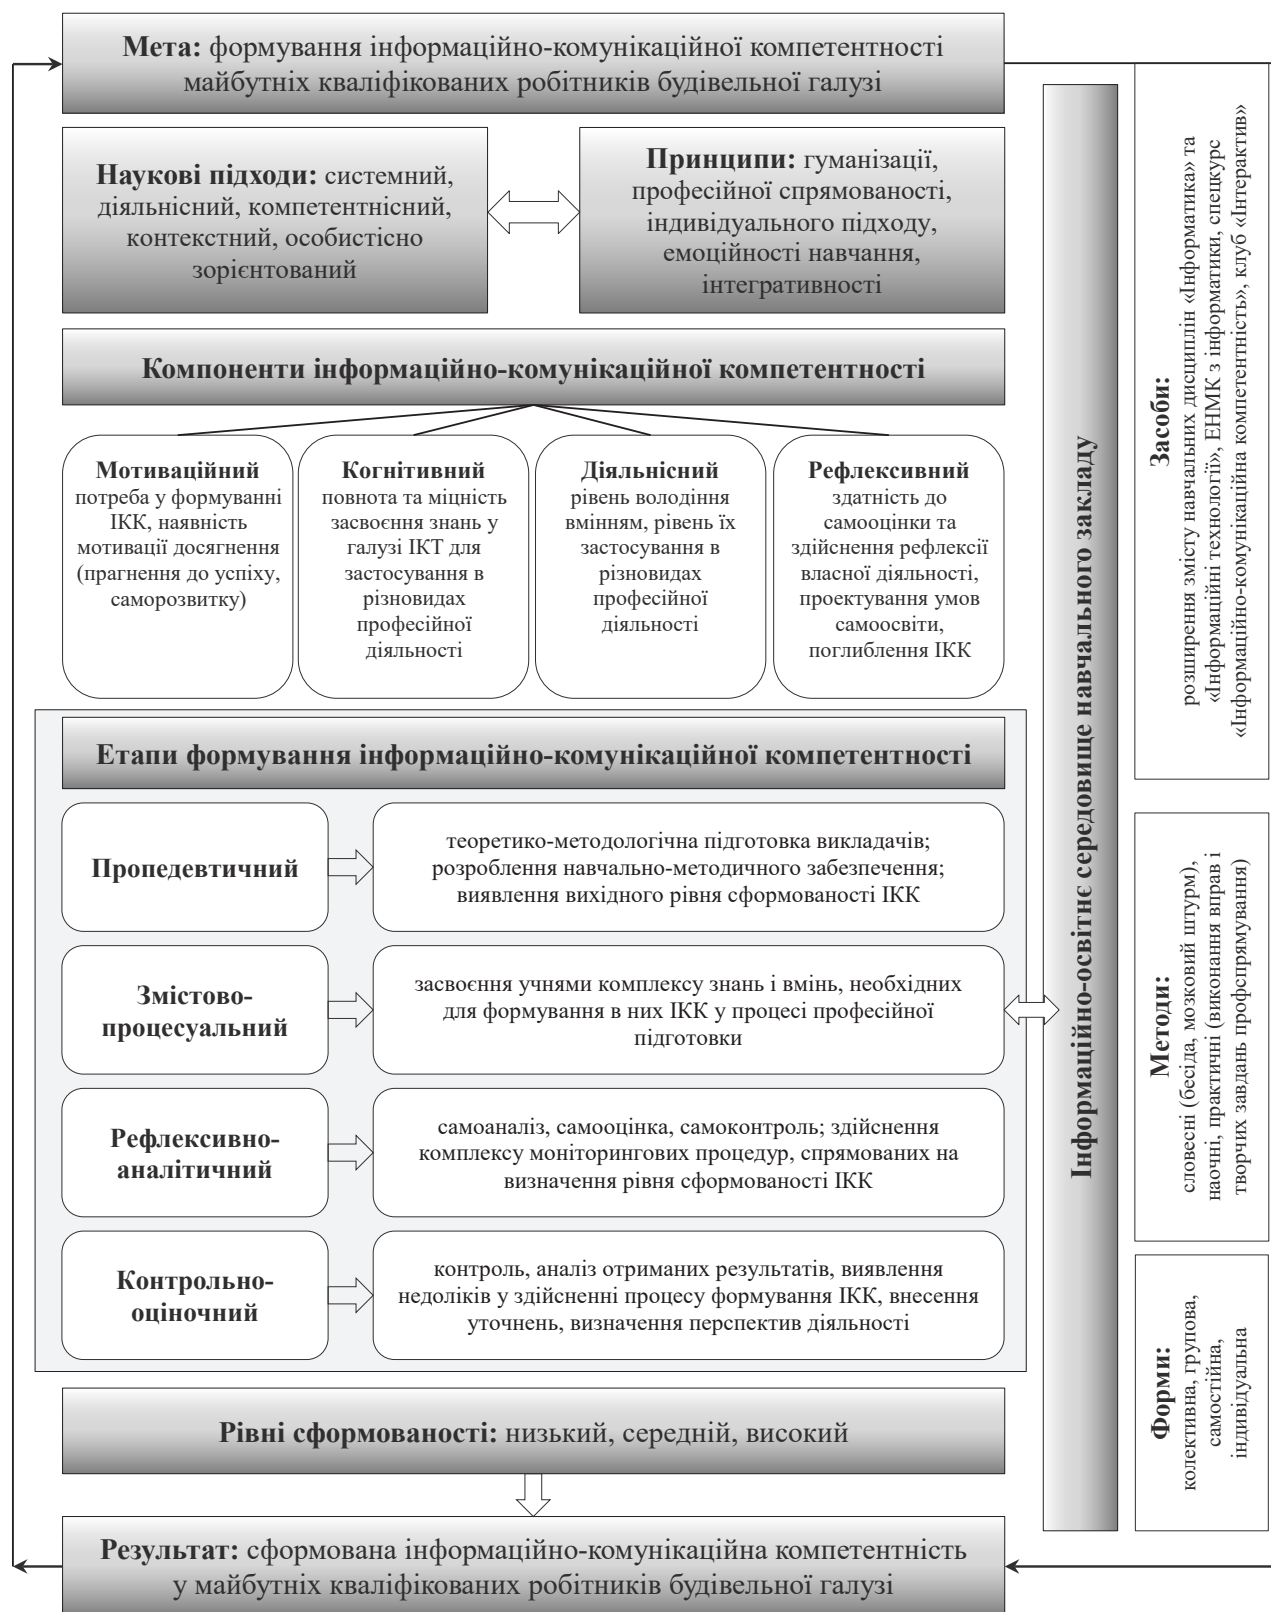 Мета: формування інформаційно-комунікаційної компетентності
майбутніх кваліфікованих робітників будівельної галузі
Наукові підходи: системний,
діяльнісний, компетентнісний,
контекстний, особистісно
зорієнтований
Принципи: гуманізації,
професійної спрямованості,
індивідуального підходу,
емоційності навчання,
інтегративності
Компоненти інформаційно-комунікаційної компетентності
Мотиваційний
потреба у формуванні
ІКК, наявність
мотивації досягнення
(прагнення до успіху,
саморозвитку)
Когнітивний
повнота та міцність
засвоєння знань у
галузі ІКТ для
застосування в
різновидах
професійної
діяльності
Діяльнісний
рівень володіння
вмінням, рівень їх
застосування в
різновидах
професійної
діяльності
Рефлексивний
здатність до
самооцінки та
здійснення рефлексії
власної діяльності,
проектування умов
самоосвіти,
поглиблення ІКК
Етапи формування інформаційно-комунікаційної компетентності
Пропедевтичний
теоретико-методологічна підготовка викладачів;
розроблення навчально-методичного забезпечення;
виявлення вихідного рівня сформованості ІКК
Змістово-
процесуальний
засвоєння учнями комплексу знань і вмінь, необхідних
для формування в них ІКК у процесі професійної
підготовки
Рефлексивно-
аналітичний
самоаналіз, самооцінка, самоконтроль; здійснення
комплексу моніторингових процедур, спрямованих на
визначення рівня сформованості ІКК
Контрольно-
оціночний
контроль, аналіз отриманих результатів, виявлення
недоліків у здійсненні процесу формування ІКК, внесення
уточнень, визначення перспектив діяльності
Рівні сформованості: низький, середній, високий
Результат: сформована інформаційно-комунікаційна компетентність
у майбутніх кваліфікованих робітників будівельної галузі
Інформаційно-освітнє середовище навчального закладу
Засоби:
розширення змісту навчальних дисциплін «Інформатика» та
«Інформаційні технології», ЕНМК з інформатики, спецкурс
«Інформаційно-комунікаційна компетентність», клуб «Інтерактив»
Методи:
словесні (бесіда, мозковий штурм),
наочні, практичні (виконання вправ і
творчих завдань профспрямування)
Форми:
колективна, групова,
самостійна,
індивідуальна